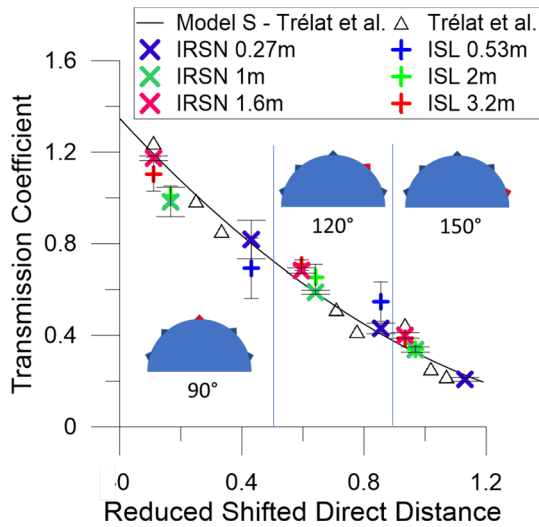 Model S - Trélat et al. Trélat et al.
IRSN 0.27m ISL 0.53m
IRSN 1m ISL 2m
IRSN 1.6m ISL 3.2m
1.6
1.2
0.8
0.4
0
Transmission Coefficient
120°
150°
90°
0
0.4
0.8
1.2
Reduced Shifted Direct Distance